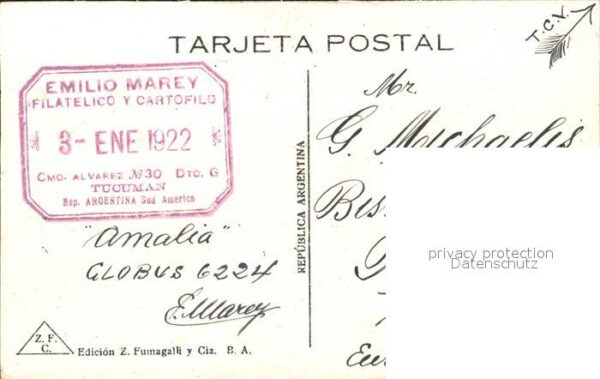 TARJETA POSTAL
T.C.V.
EMILIO MAREY
FILATELICO Y CARTOFILO
3-ENE 1922
CMO. ALVAREZ Nº30 DTO. G
TUCUMAN
Rep. ARGENTINA Sud America
"Amalia"
GLOBUS 6224
E. Marey
Z. F.
C.
Edición Z. Fumagalli y Cia. B. A.
REPÚBLICA ARGENTINA
Mr.
G. Michaelis
Bis
privacy protection
Datenschutz